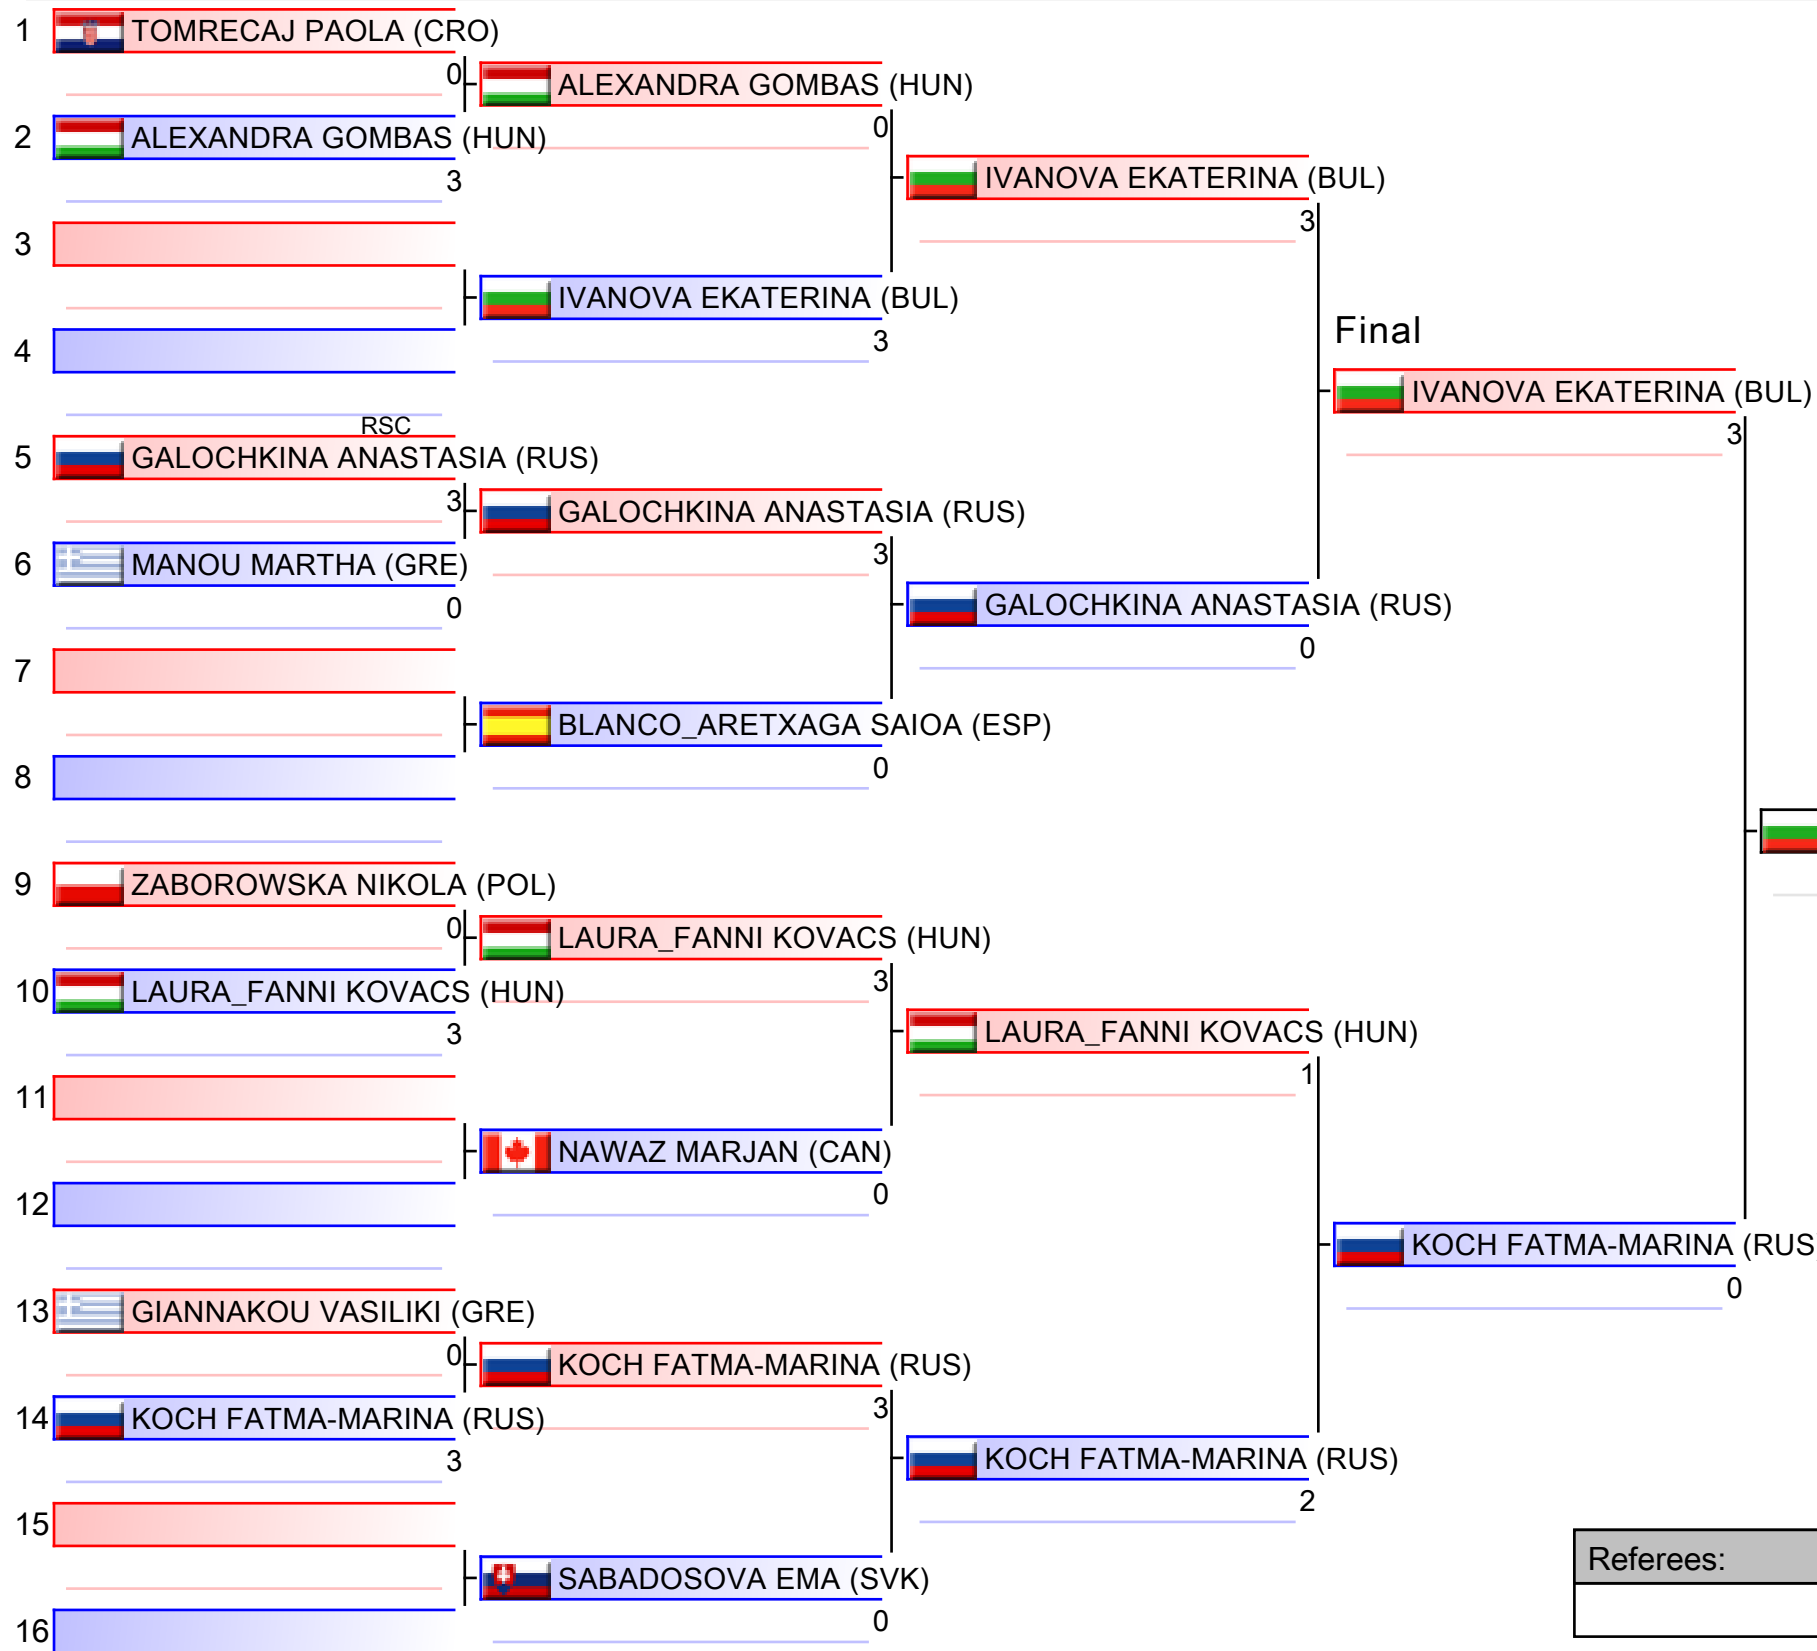 1 TOMRECAJ PAOLA (CRO)
0
ALEXANDRA GOMBAS (HUN)
0
2 ALEXANDRA GOMBAS (HUN)
3
IVANOVA EKATERINA (BUL)
3
3
IVANOVA EKATERINA (BUL)
3
4
Final
IVANOVA EKATERINA (BUL)
3
RSC
5 GALOCHKINA ANASTASIA (RUS)
3
GALOCHKINA ANASTASIA (RUS)
3
6 MANOU MARTHA (GRE)
0
GALOCHKINA ANASTASIA (RUS)
0
7
BLANCO_ARETXAGA SAIOA (ESP)
0
8
9 ZABOROWSKA NIKOLA (POL)
0
LAURA_FANNI KOVACS (HUN)
3
10 LAURA_FANNI KOVACS (HUN)
3
LAURA_FANNI KOVACS (HUN)
1
11
NAWAZ MARJAN (CAN)
0
12
KOCH FATMA-MARINA (RUS
0
13 GIANNAKOU VASILIKI (GRE)
0
KOCH FATMA-MARINA (RUS)
3
14 KOCH FATMA-MARINA (RUS)
3
KOCH FATMA-MARINA (RUS)
2
15
SABADOSOVA EMA (SVK)
0
16
Referees: